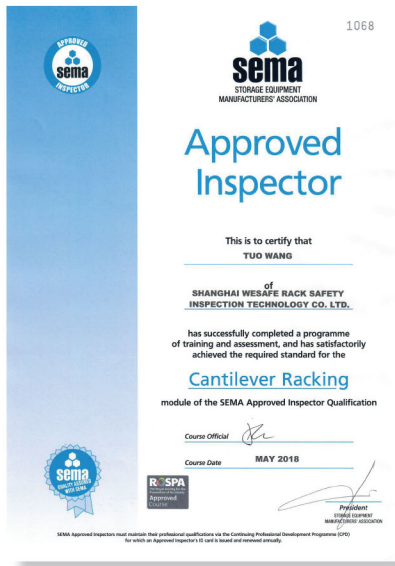 1068
APPROVED
sema
INSPECTOR
sema
STORAGE EQUIPMENT
MANUFACTURERS' ASSOCIATION
Approved
Inspector
This is to certify that
TUO WANG
of
SHANGHAI WESAFE RACK SAFETY
INSPECTION TECHNOLOGY CO. LTD.
has successfully completed a programme
of training and assessment, and has satisfactorily
achieved the required standard for the
Cantilever Racking
module of the SEMA Approved Inspector Qualification
Course Official
Course Date
MAY 2018
sema
QUALITY ASSURED
WITH SEMA
RoSPA
Approved
Course
President
STORAGE EQUIPMENT
MANUFACTURERS' ASSOCIATION
SEMA Approved Inspectors must maintain their professional qualifications via the Continuing Professional Development Programme (CPD)
for which an Approved Inspector's ID card is issued and renewed annually.